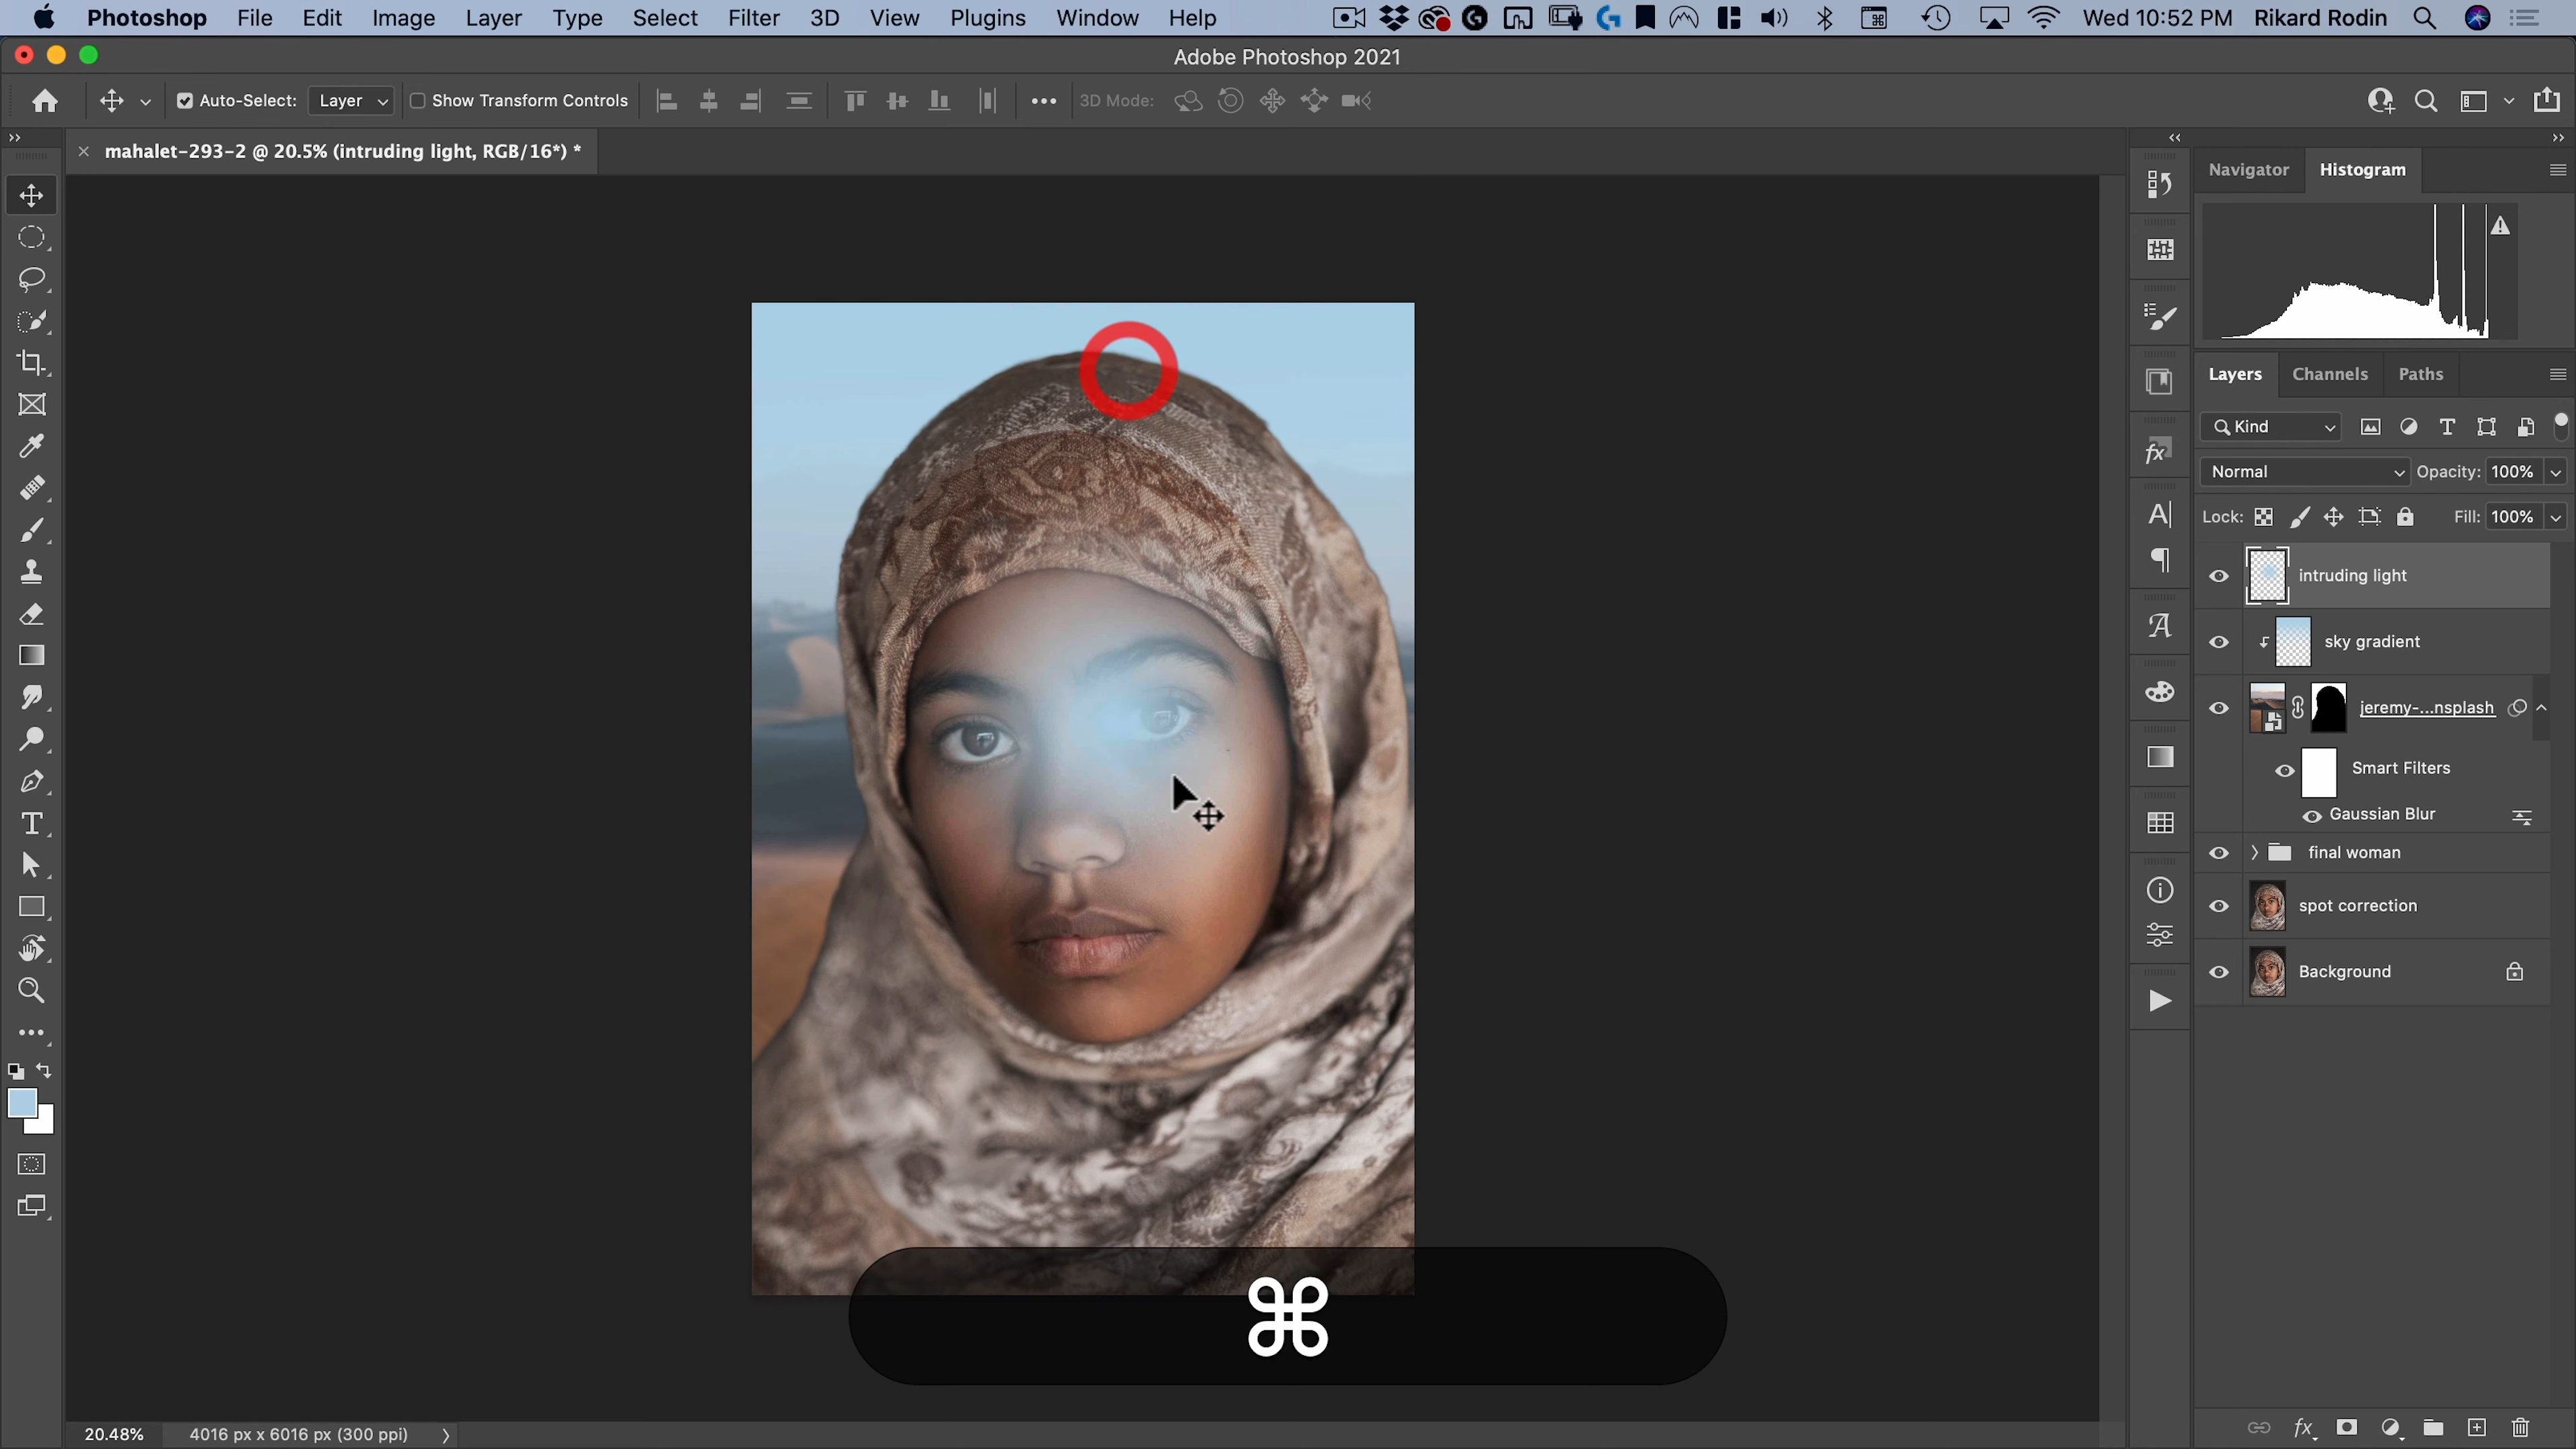 Photoshop File Edit Image Layer Type Select Filter 3D View Plugins Window Help Wed 10:52 PM Rikard Rodin
Adobe Photoshop 2021
Auto-Select: Layer Show Transform Controls 3D Mode:
mahalet-293-2 @ 20.5% (intruding light, RGB/16*) *
Navigator Histogram
Layers Channels Paths
Kind
Normal Opacity: 100%
Lock: Fill: 100%
intruding light
sky gradient
jeremy-...nsplash
Smart Filters
Gaussian Blur
final woman
spot correction
Background
⌘
20.48% 4016 px x 6016 px (300 ppi)